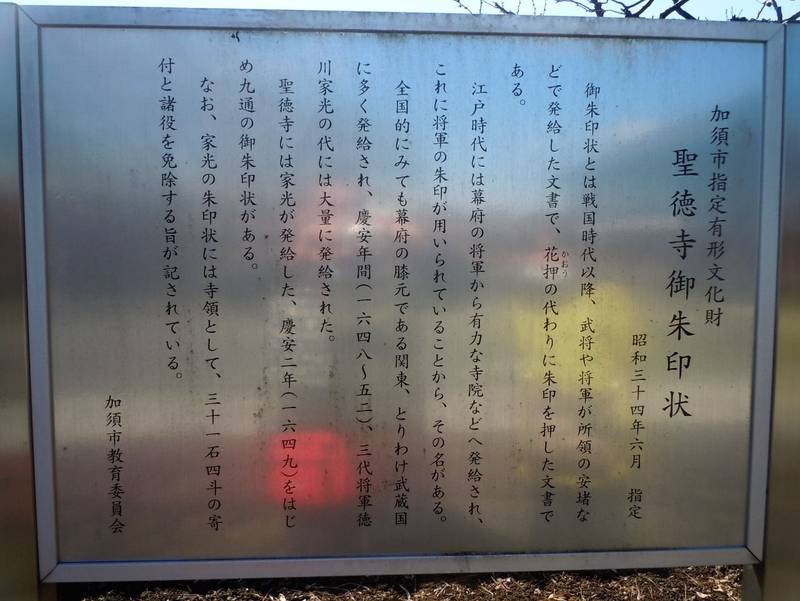 加須市指定有形文化財
聖徳寺御朱印状
昭和三十四年六月　指定
御朱印状とは戦国時代以降、武将や将軍が所領の安堵な
どで発給した文書で、花押の代わりに朱印を押した文書で
かおう
ある。
江戸時代には幕府の将軍から有力な寺院などへ発給され、
これに将軍の朱印が用いられていることから、その名がある。
全国的にみても幕府の膝元である関東、とりわけ武蔵国
に多く発給され、慶安年間（一六四八〜五二）、三代将軍徳
川家光の代には大量に発給された。
聖徳寺には家光が発給した、慶安二年（一六四九）をはじ
め九通の御朱印状がある。
なお、家光の朱印状には寺領として、三十一石四斗の寄
付と諸役を免除する旨が記されている。
加須市教育委員会